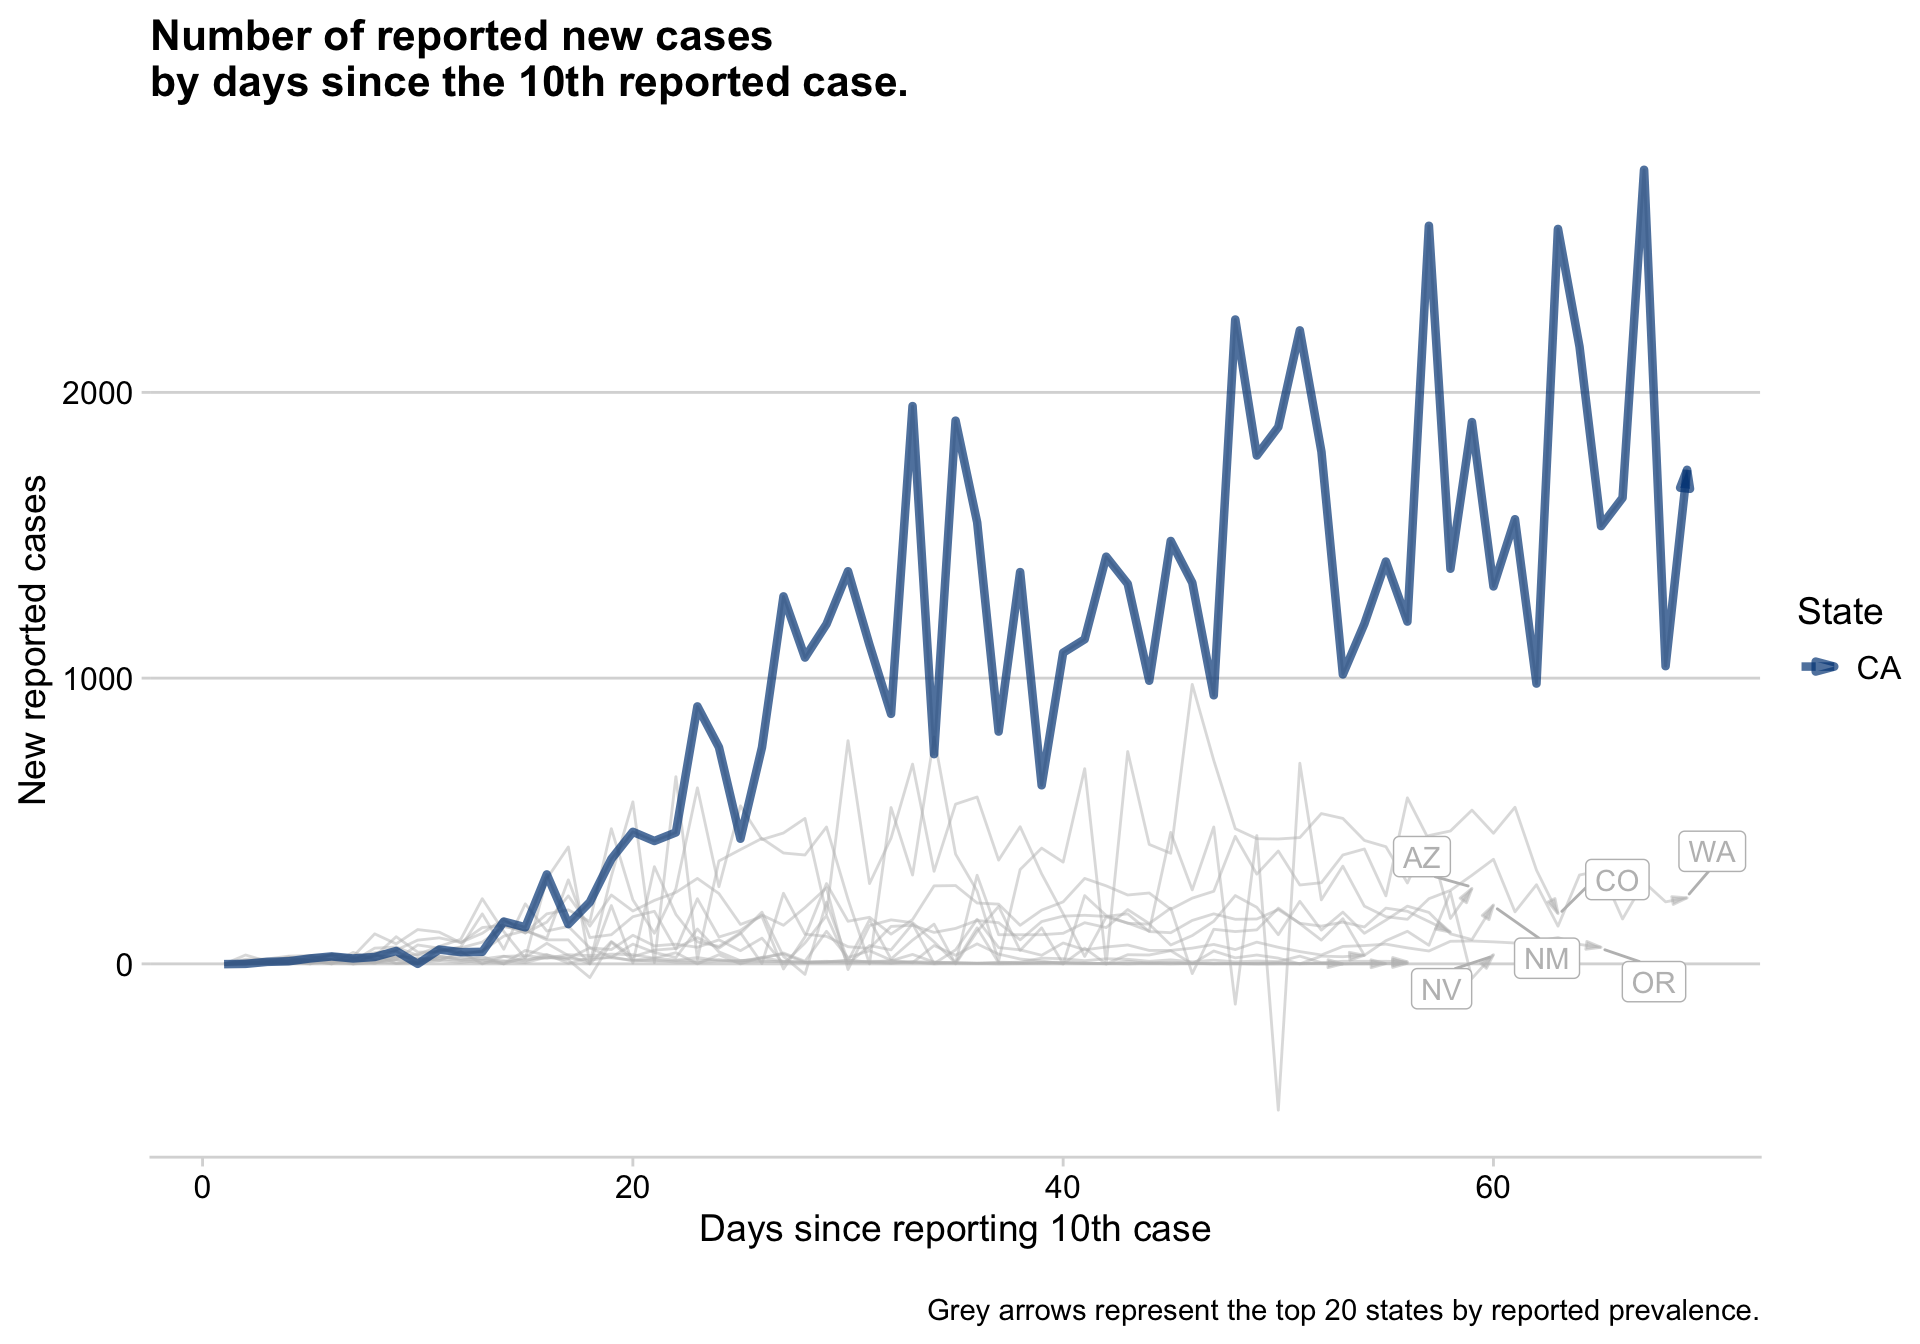 Number of reported new cases
by days since the 10th reported case.
New reported cases
2000
1000
0
AZ
WA
CO
NM
OR
NV
State
CA
0
20
40
60
Days since reporting 10th case
Grey arrows represent the top 20 states by reported prevalence.